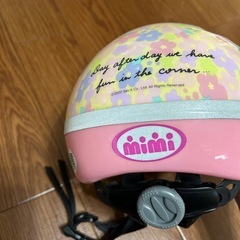 Day after day we have
fun in the corner...
mimi